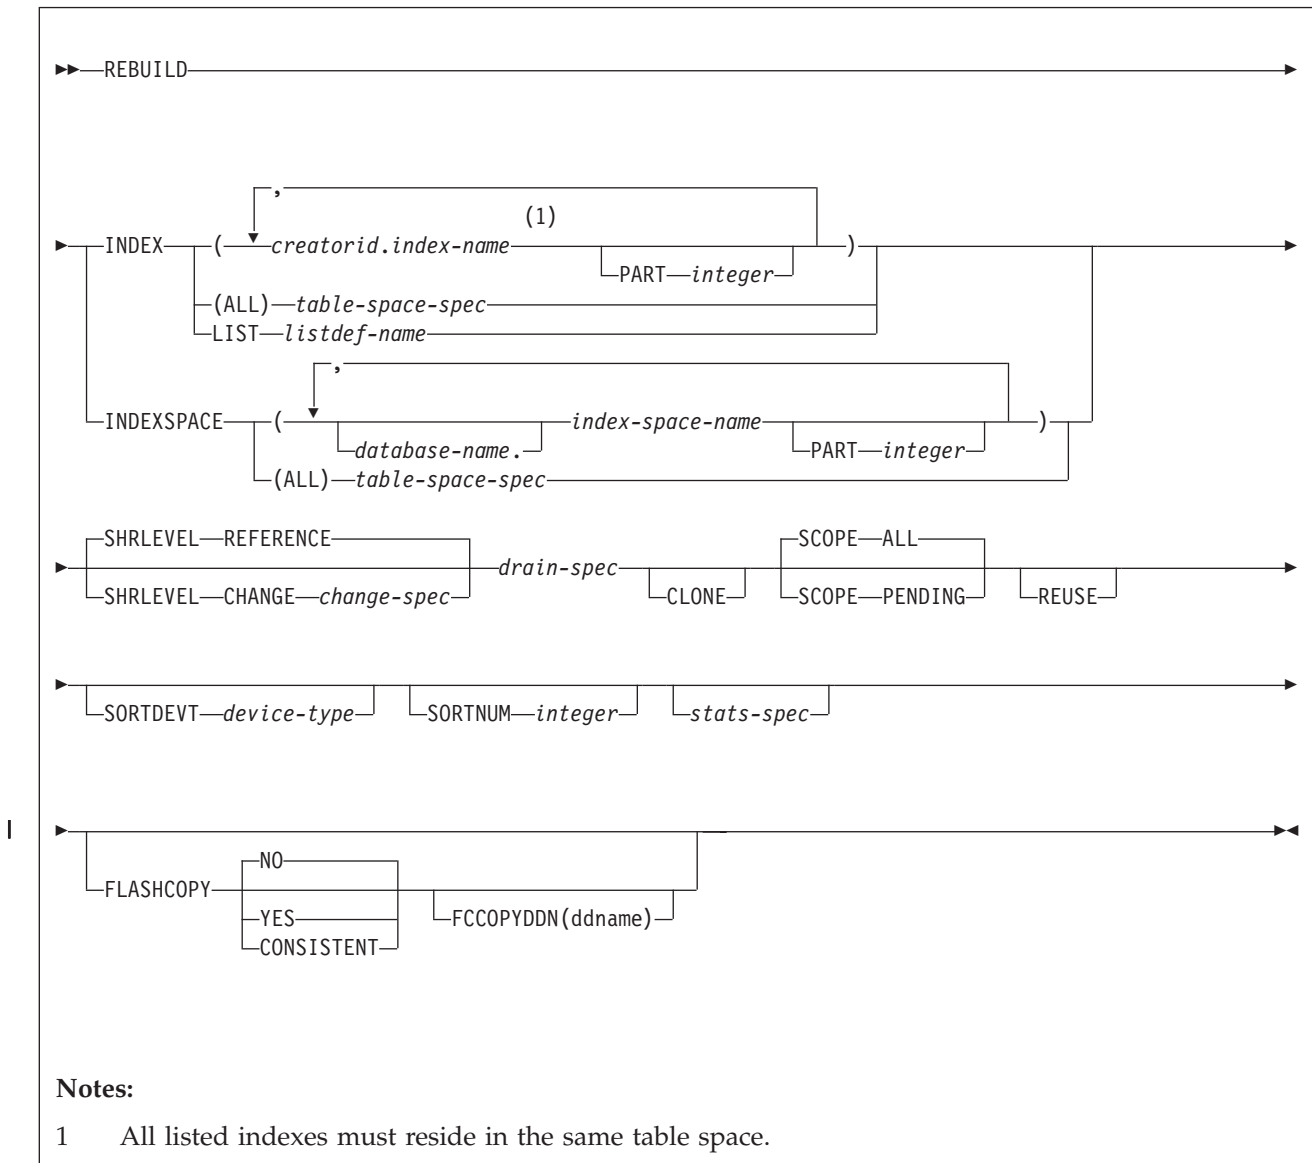 REBUILD
,
(1)
INDEX ( creatorid.index-name )
PART integer
(ALL) table-space-spec
LIST listdef-name
,
INDEXSPACE ( index-space-name )
database-name. PART integer
(ALL) table-space-spec
SHRLEVEL REFERENCE SCOPE ALL
drain-spec
SHRLEVEL CHANGE change-spec CLONE SCOPE PENDING REUSE
SORTDEVT device-type SORTNUM integer stats-spec
NO
FLASHCOPY
YES FCCOPYDDN(ddname)
CONSISTENT
Notes:
1 All listed indexes must reside in the same table space.